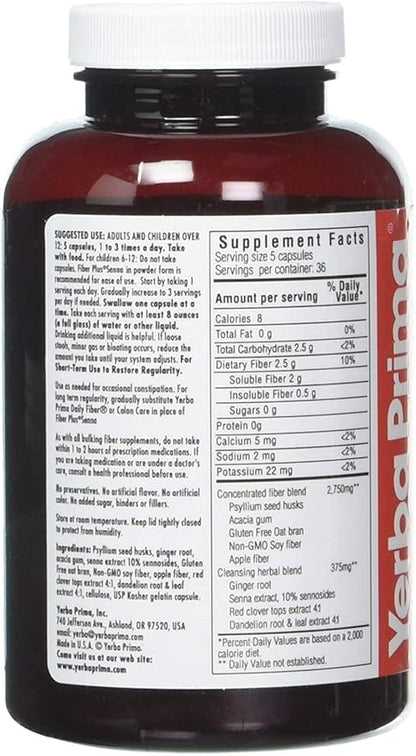 SUGGESTED USE: ADULTS AND CHILDREN OVER
12: 5 capsules, 1 to 3 times a day. Take
with food. For children 6-12: Do not take
capsules. Fiber Plus®Senna in powder form is
recommended for ease of use. Start by taking 1
serving each day. Gradually increase to 3 servings
per day if needed. Swallow one capsule at a
time. Take each serving with at least 8 ounces
(a full glass) of water or other liquid.
Drinking additional liquid is helpful. If loose
stools, minor gas or bloating occurs, reduce the
amount you take until your system adjusts. For
Short-Term Use to Restore Regularity.
Use as needed for occasional constipation. For
long term regularity, gradually substitute Yerba
Prima Daily Fiber® or Colon Care in place of
Fiber Plus®Senna
As with all bulking fiber supplements, do not take
within 1 to 2 hours of prescription medications. If
you are taking medication or are under a doctor's
care, consult a health professional before use.
No preservatives. No artificial flavor. No artificial
color. No added sugar, binders or fillers.
Store at room temperature. Keep lid tightly closed
to protect from humidity.
Ingredients: Psyllium seed husks, ginger root,
acacia gum, senna extract 10% sennosides, Gluten
Free oat bran, Non-GMO soy fiber, apple fiber, red
clover tops extract 4:1, dandelion root & leaf
extract 4:1, cellulose, USP Kosher gelatin capsule.
Yerba Prima, Inc.
740 Jefferson Ave., Ashland, OR 97520, USA
email: yerba@yerbaprima.com
Made in U.S.A. © Yerba Prima.
Come visit us at our web site:
www.yerbaprima.com
Supplement Facts
Serving size 5 capsules
Servings per container: 36
Amount per serving % Daily Value*
Calories 8
Total Fat 0 g 0%
Total Carbohydrate 2.5 g <2%
Dietary Fiber 2.5 g 10%
Soluble Fiber 2 g
Insoluble Fiber 0.5 g
Sugars 0 g
Protein 0g
Calcium 5 mg <2%
Sodium 2 mg <2%
Potassium 22 mg <2%
Concentrated fiber blend 2,750mg**
Psyllium seed husks
Acacia gum
Gluten Free Oat bran
Non-GMO Soy fiber
Apple fiber
Cleansing herbal blend 375mg**
Ginger root
Senna extract, 10% sennosides
Red clover tops extract 41
Dandelion root & leaf extract 41
*Percent Daily Values are based on a 2,000
calorie diet.
** Daily Value not established.
Yerba Prima®